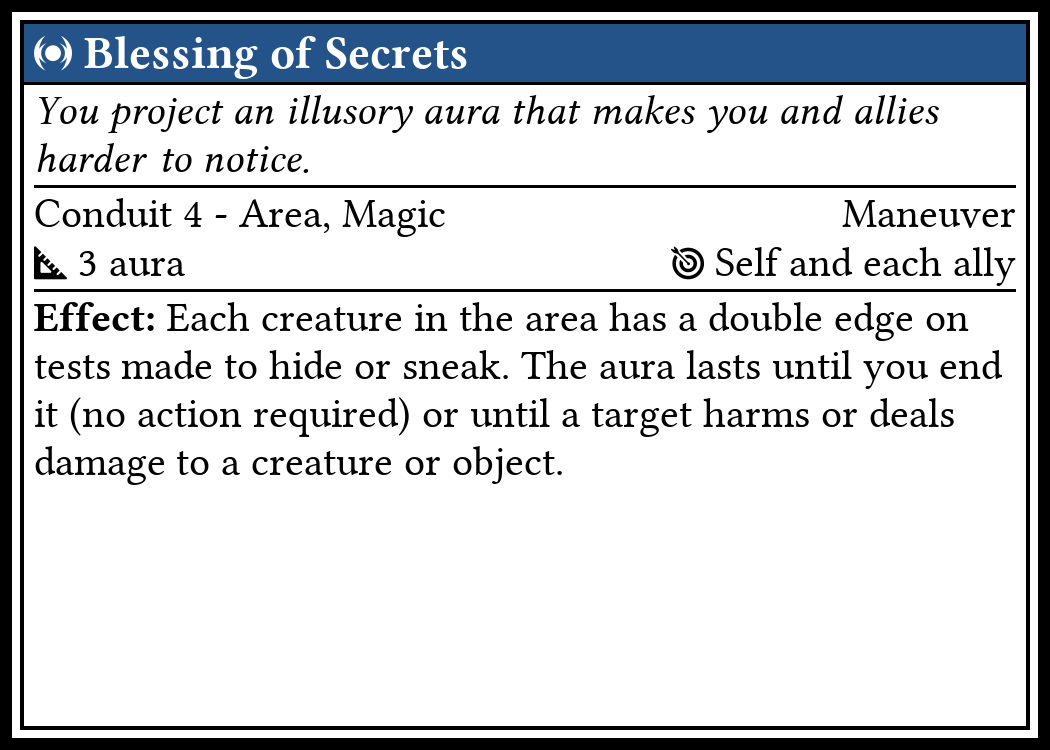 Blessing of Secrets
You project an illusory aura that makes you and allies
harder to notice.
Conduit 4 - Area, Magic Maneuver
3 aura Self and each ally
Effect: Each creature in the area has a double edge on
tests made to hide or sneak. The aura lasts until you end
it (no action required) or until a target harms or deals
damage to a creature or object.